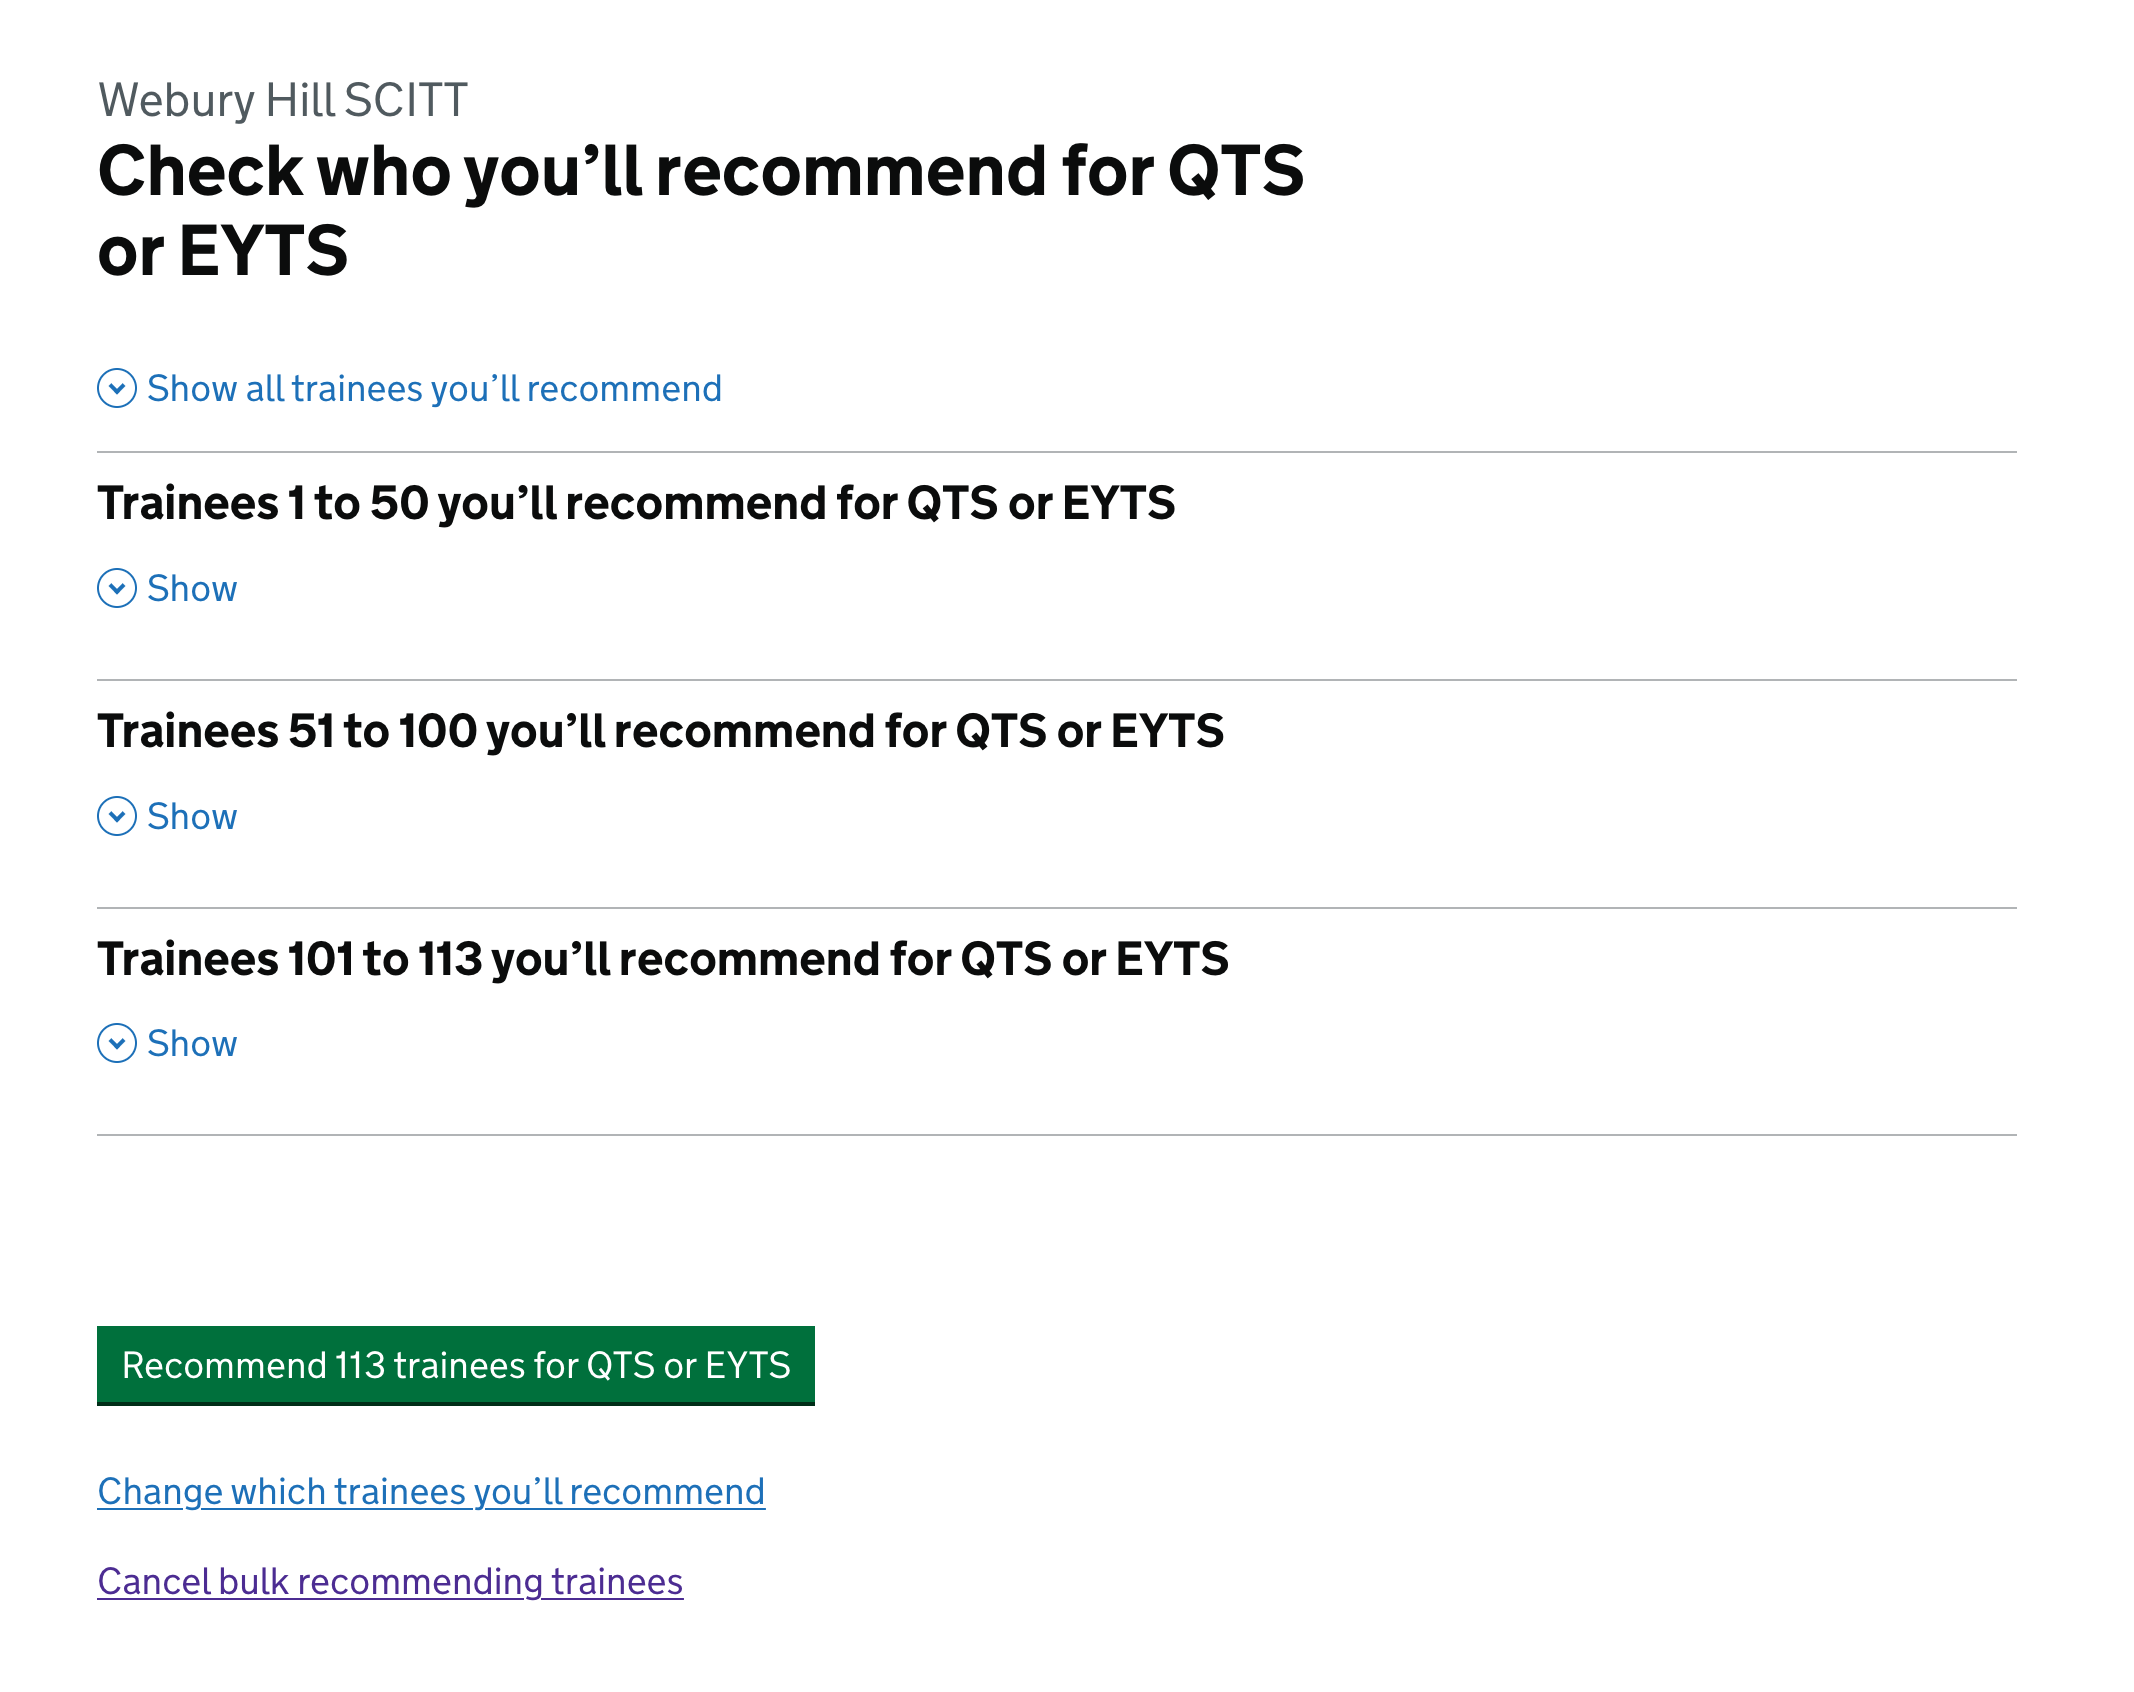 Webury Hill SCITT
Check who you’ll recommend for QTS
or EYTS
Show all trainees you’ll recommend
Trainees 1 to 50 you’ll recommend for QTS or EYTS
Show
Trainees 51 to 100 you’ll recommend for QTS or EYTS
Show
Trainees 101 to 113 you’ll recommend for QTS or EYTS
Show
Recommend 113 trainees for QTS or EYTS
Change which trainees you’ll recommend
Cancel bulk recommending trainees